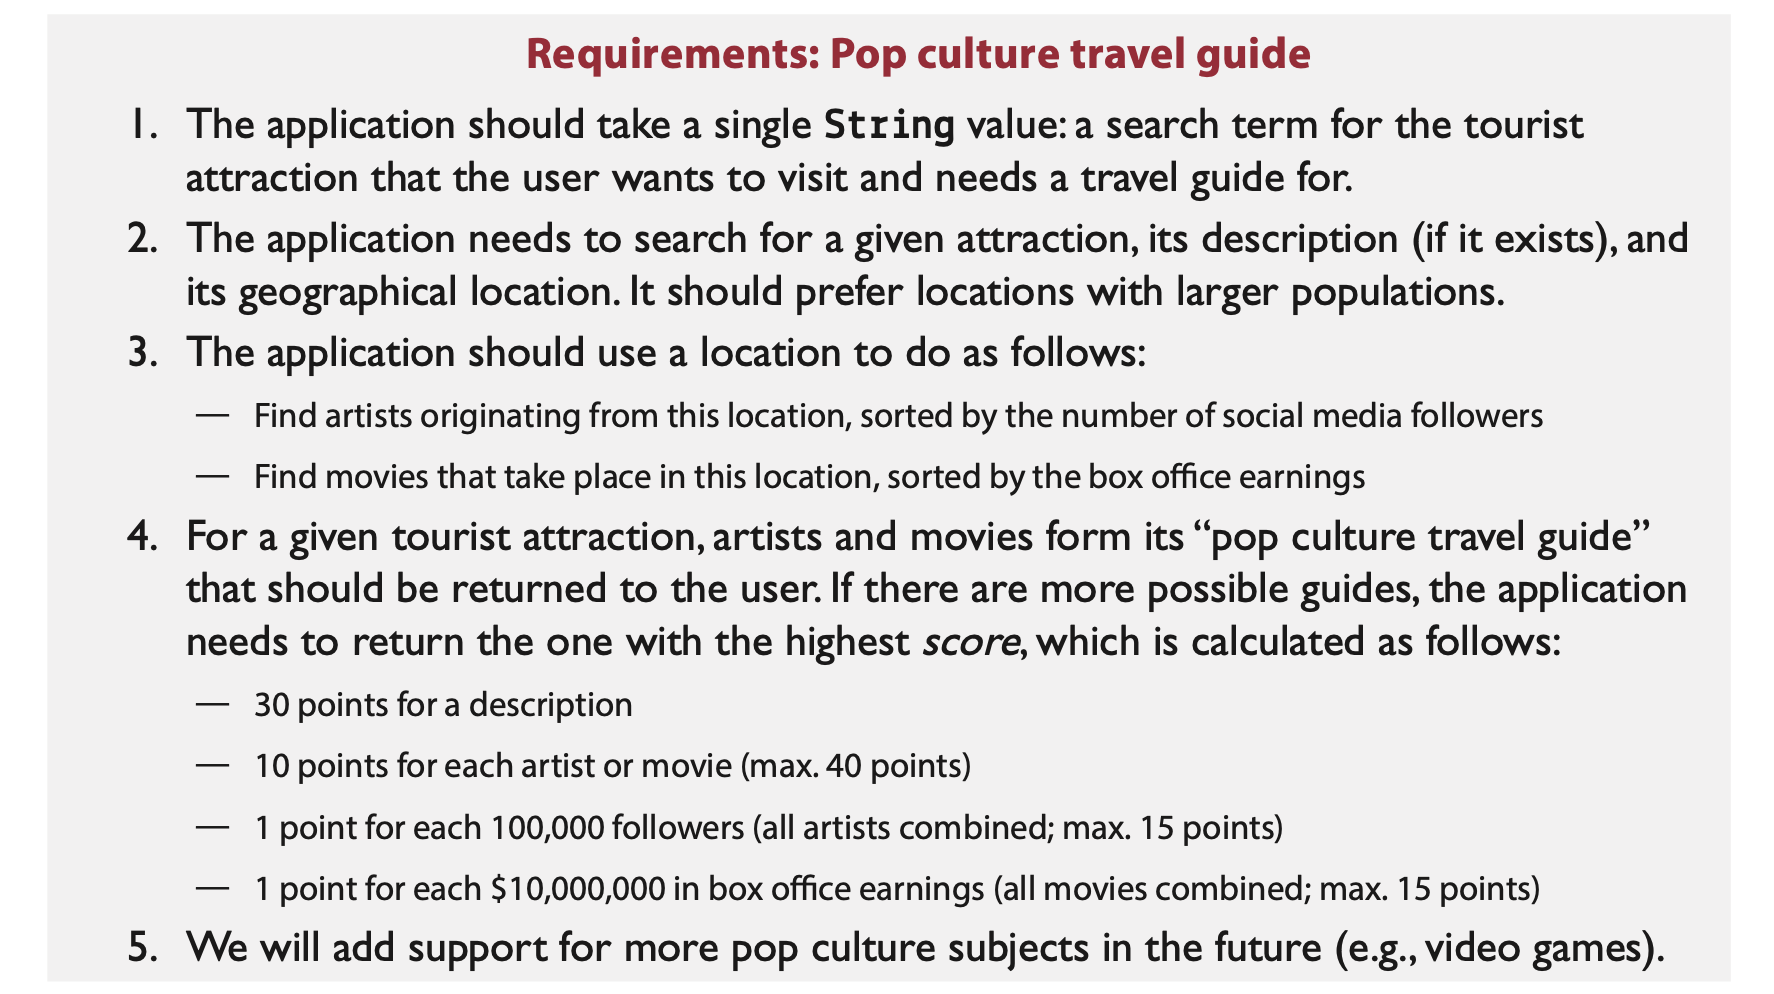 Requirements: Pop culture travel guide
1. The application should take a single String value: a search term for the tourist
attraction that the user wants to visit and needs a travel guide for.
2. The application needs to search for a given attraction, its description (if it exists), and
its geographical location. It should prefer locations with larger populations.
3. The application should use a location to do as follows:
— Find artists originating from this location, sorted by the number of social media followers
— Find movies that take place in this location, sorted by the box office earnings
4. For a given tourist attraction, artists and movies form its “pop culture travel guide”
that should be returned to the user. If there are more possible guides, the application
needs to return the one with the highest score, which is calculated as follows:
— 30 points for a description
— 10 points for each artist or movie (max. 40 points)
— 1 point for each 100,000 followers (all artists combined; max. 15 points)
— 1 point for each $10,000,000 in box office earnings (all movies combined; max. 15 points)
5. We will add support for more pop culture subjects in the future (e.g., video games).